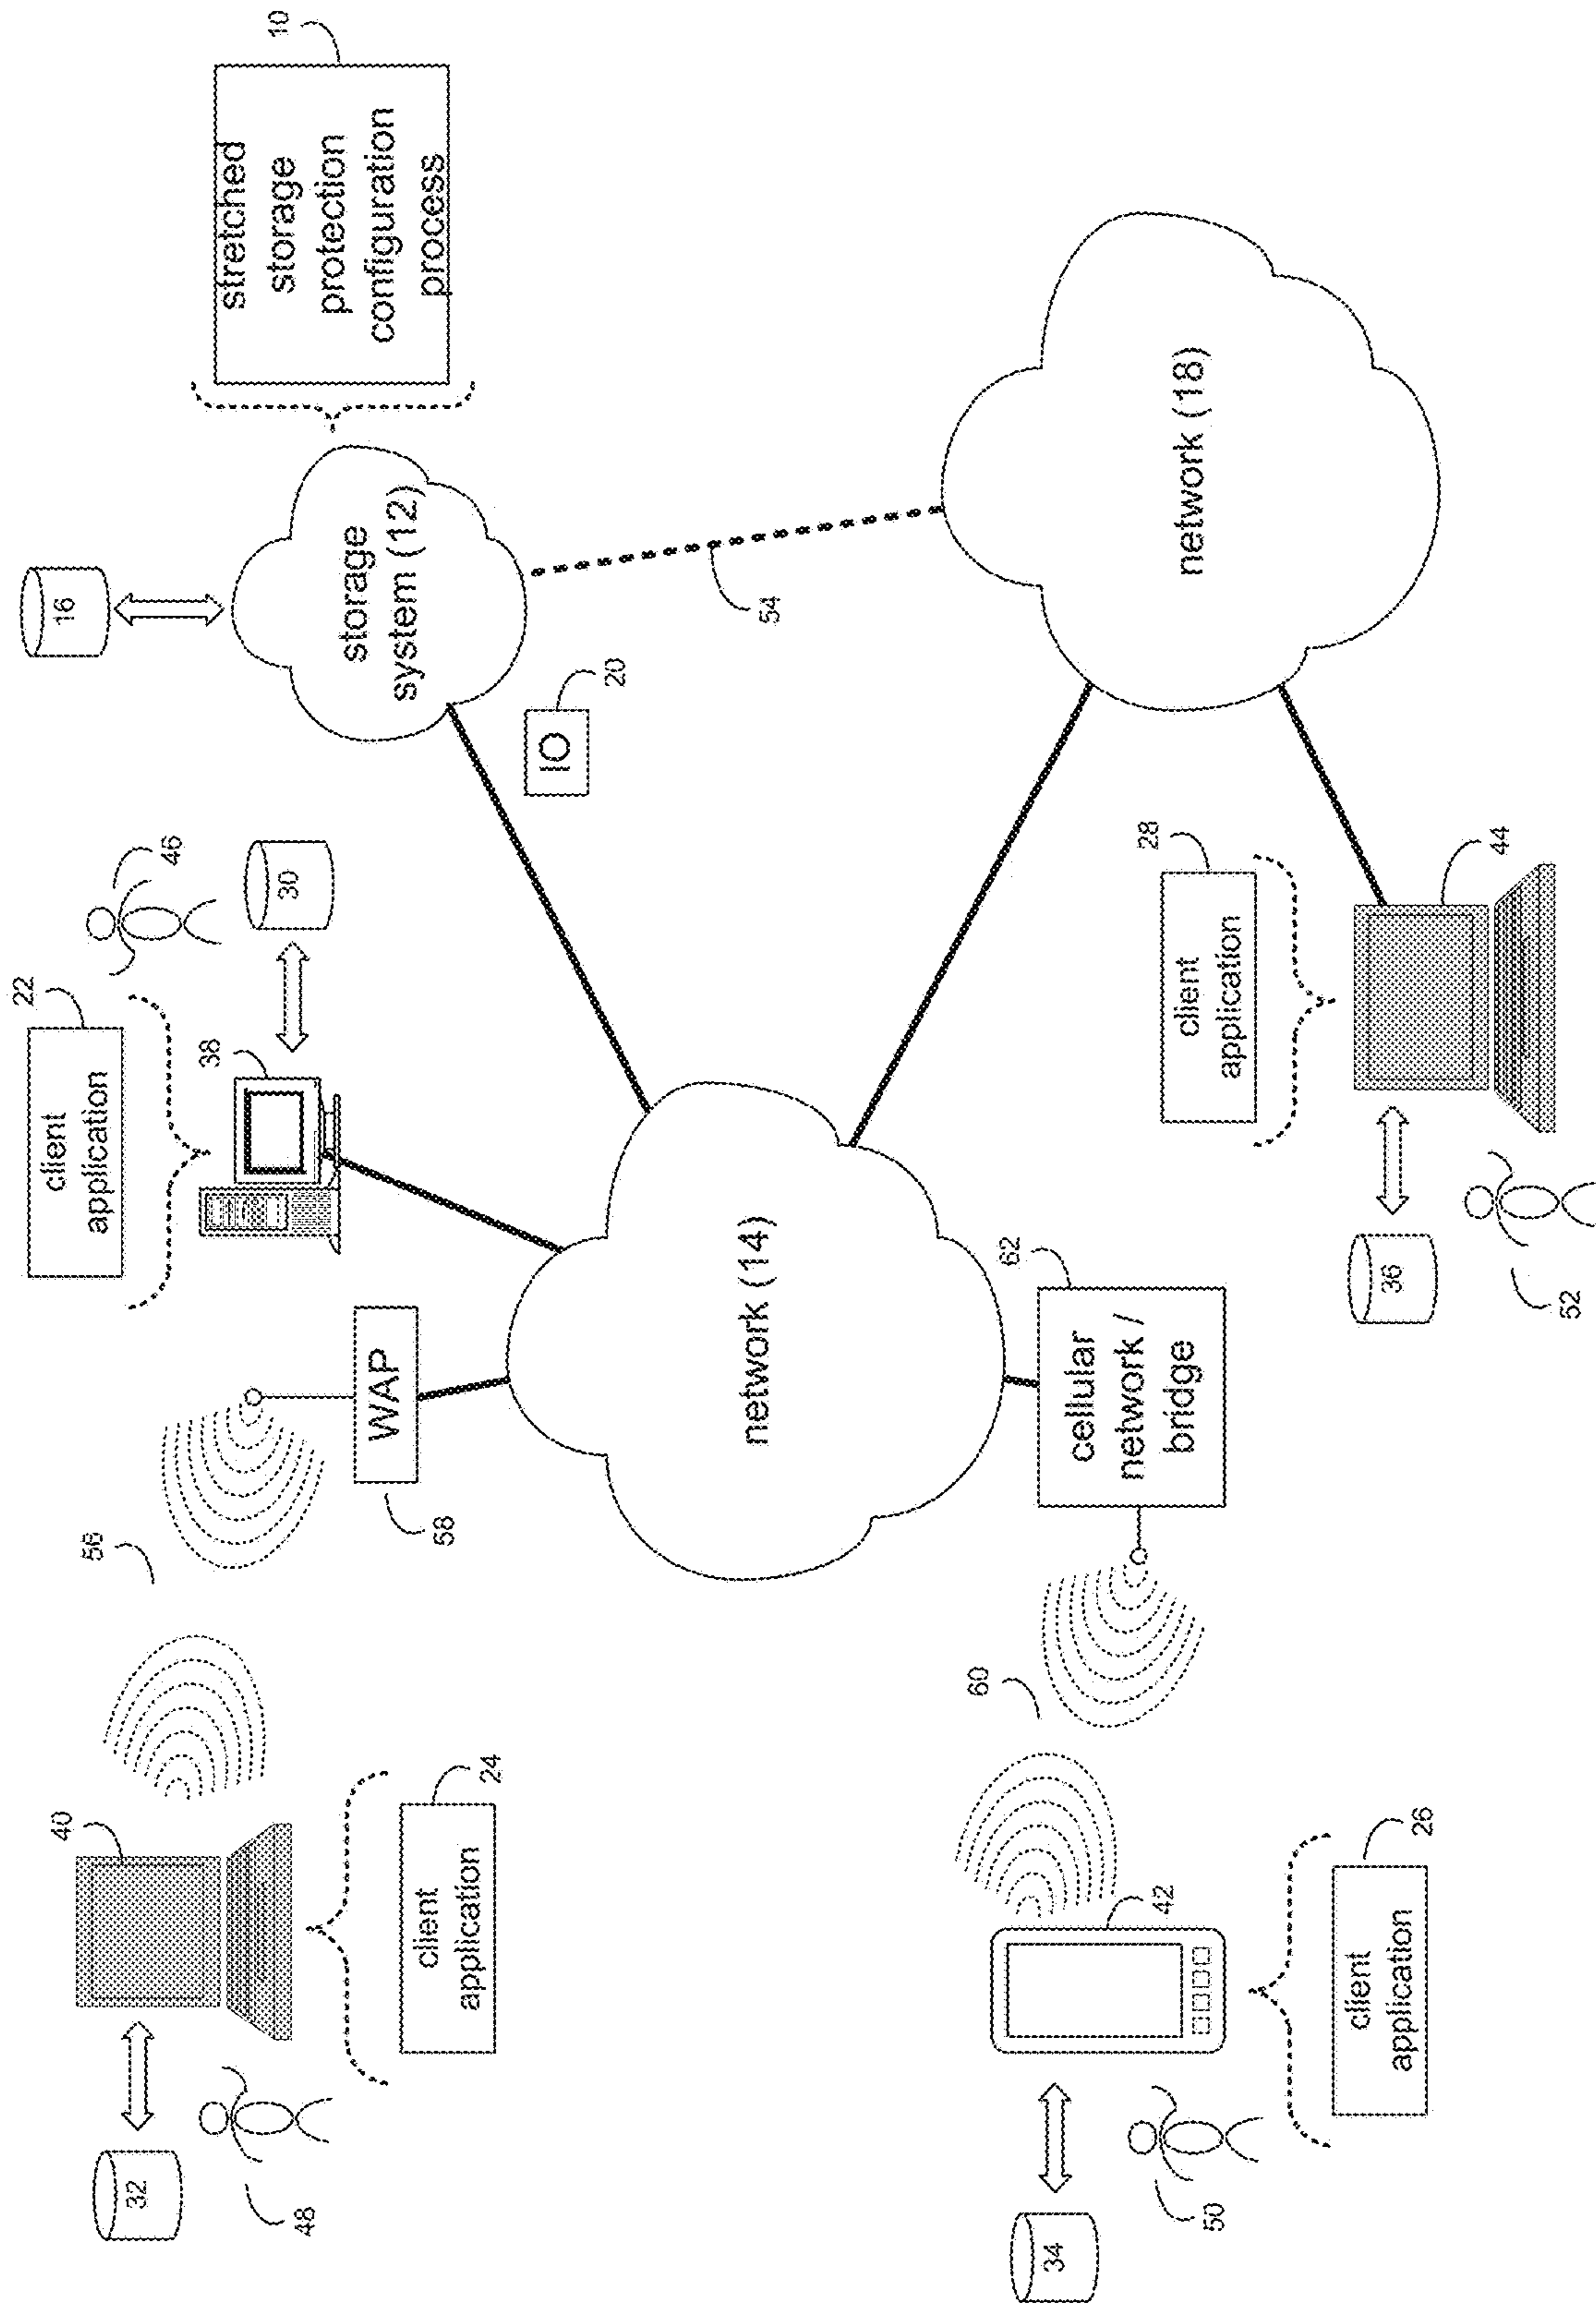 32
40
48
client
application
24
56
WAP
58
client
application
22
38
46
30
16
storage
system (12)
IO
20
stretched
storage
protection
configuration
process
10
network (14)
54
network (18)
34
50
42
60
client
application
26
cellular
network /
bridge
62
client
application
28
36
52
44